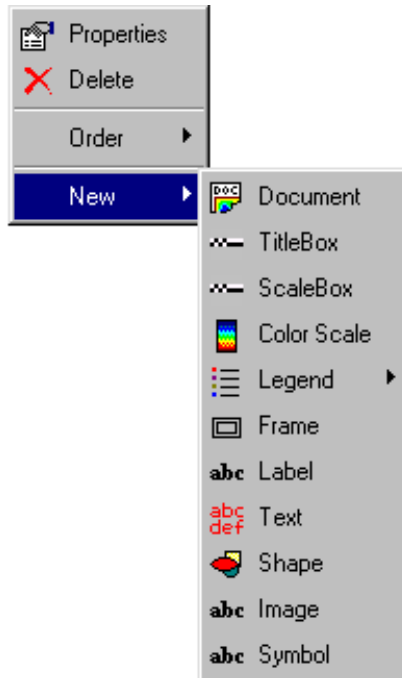 Properties
Delete
Order
New
DOC Document
TitleBox
ScaleBox
Color Scale
Legend
Frame
abc Label
abc
def Text
Shape
abc Image
abc Symbol